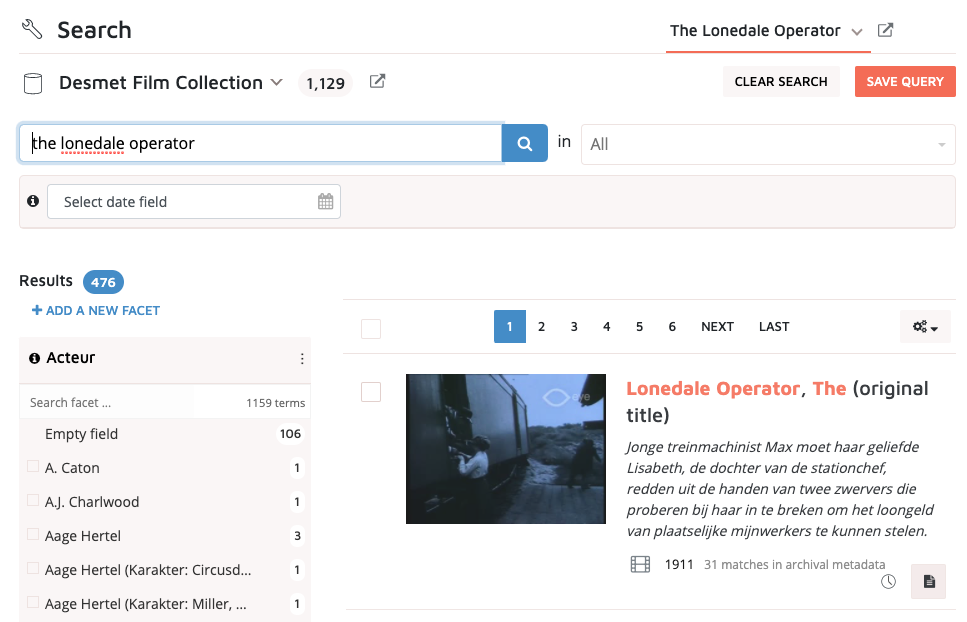 Search
The Lonedale Operator
Desmet Film Collection 1,129
CLEAR SEARCH
SAVE QUERY
the lonedale operator
in
All
Select date field
Results 476
+ ADD A NEW FACET
1 2 3 4 5 6 NEXT LAST
Acteur
Search facet ... 1159 terms
Empty field 106
A. Caton 1
A.J. Charlwood 1
Aage Hertel 3
Aage Hertel (Karakter: Circusd... 1
Aage Hertel (Karakter: Miller, ... 1
eye
Lonedale Operator, The (original
title)
Jonge treinmachinist Max moet haar geliefde
Lisabeth, de dochter van de stationchef,
redden uit de handen van twee zwervers die
proberen bij haar in te breken om het loongeld
van plaatselijke mijnwerkers te kunnen stelen.
1911 31 matches in archival metadata